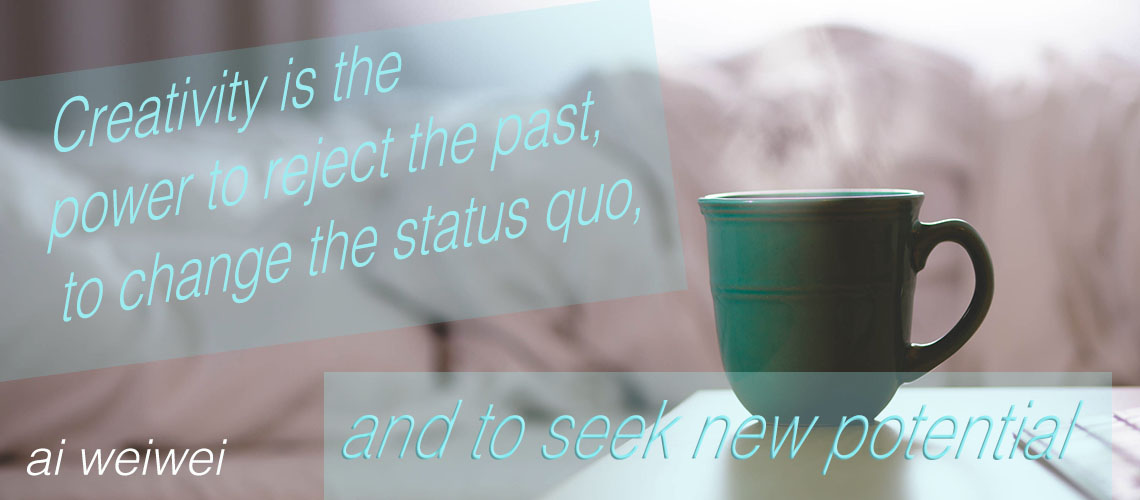 Creativity is the
power to reject the past,
to change the status quo,
and to seek new potential
ai weiwei